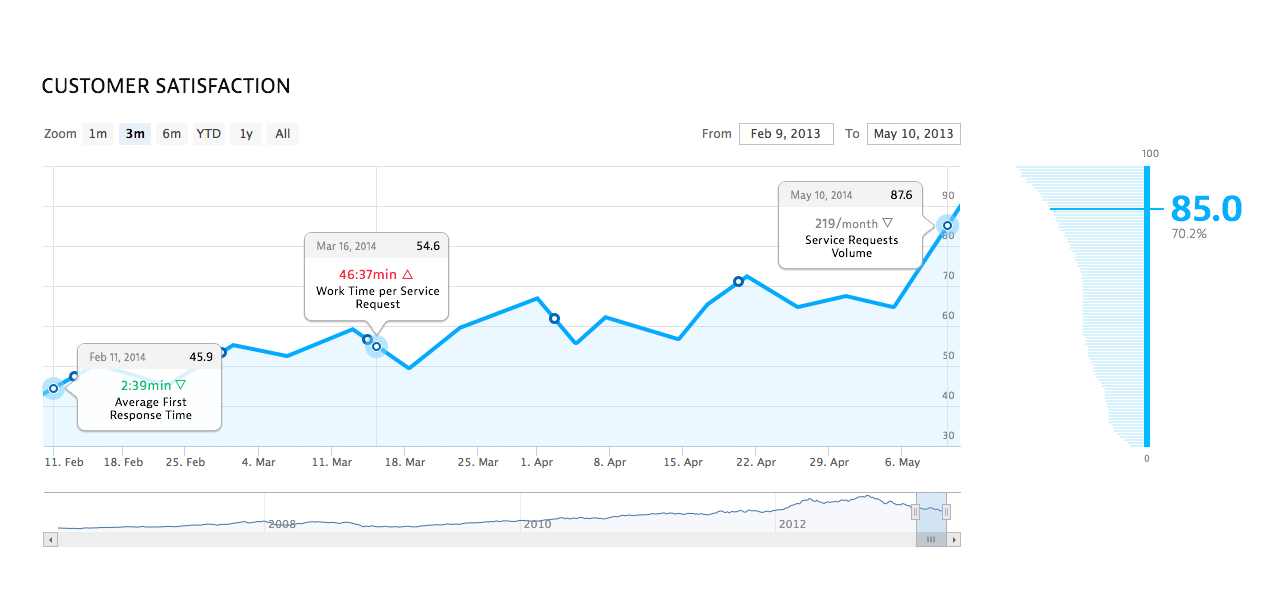 CUSTOMER SATISFACTION
Zoom 1m 3m 6m YTD 1y All
From Feb 9, 2013 To May 10, 2013
100
May 10, 2014 87.6
219/month ▽
Service Requests
Volume
90
80
70
60
50
40
30
85.0
70.2%
Mar 16, 2014 54.6
46:37min △
Work Time per Service
Request
Feb 11, 2014 45.9
2:39min ▽
Average First
Response Time
0
11. Feb 18. Feb 25. Feb 4. Mar 11. Mar 18. Mar 25. Mar 1. Apr 8. Apr 15. Apr 22. Apr 29. Apr 6. May
2008 2010 2012